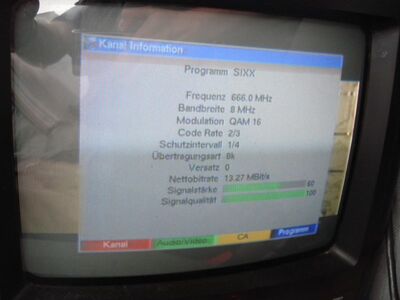 Kanal Information
Programm SIXX
Frequenz 666.0 MHz
Bandbreite 8 MHz
Modulation QAM 16
Code Rate 2/3
Schutzintervall 1/4
Übertragungsart 8k
Versatz 0
Nettobitrate 13.27 MBit/s
Signalstärke 60
Signalqualität 100
Kanal Audio/Video CA Programm